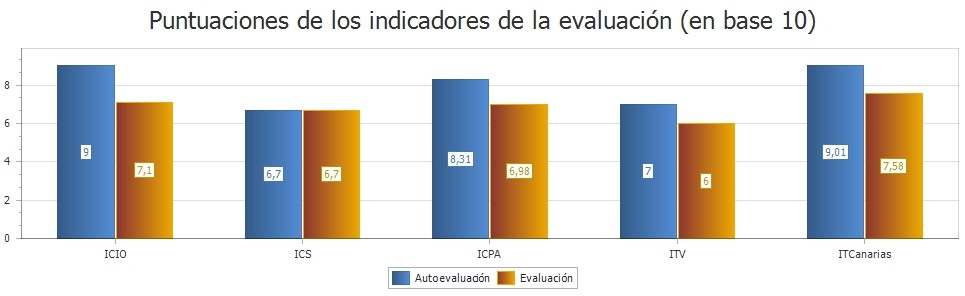 Puntuaciones de los indicadores de la evaluación (en base 10)
8
6
4
2
0
9
7,1
6,7
6,7
8,31
6,98
7
6
9,01
7,58
ICIO
ICS
ICPA
ITV
ITCanarias
Autoevaluación
Evaluación